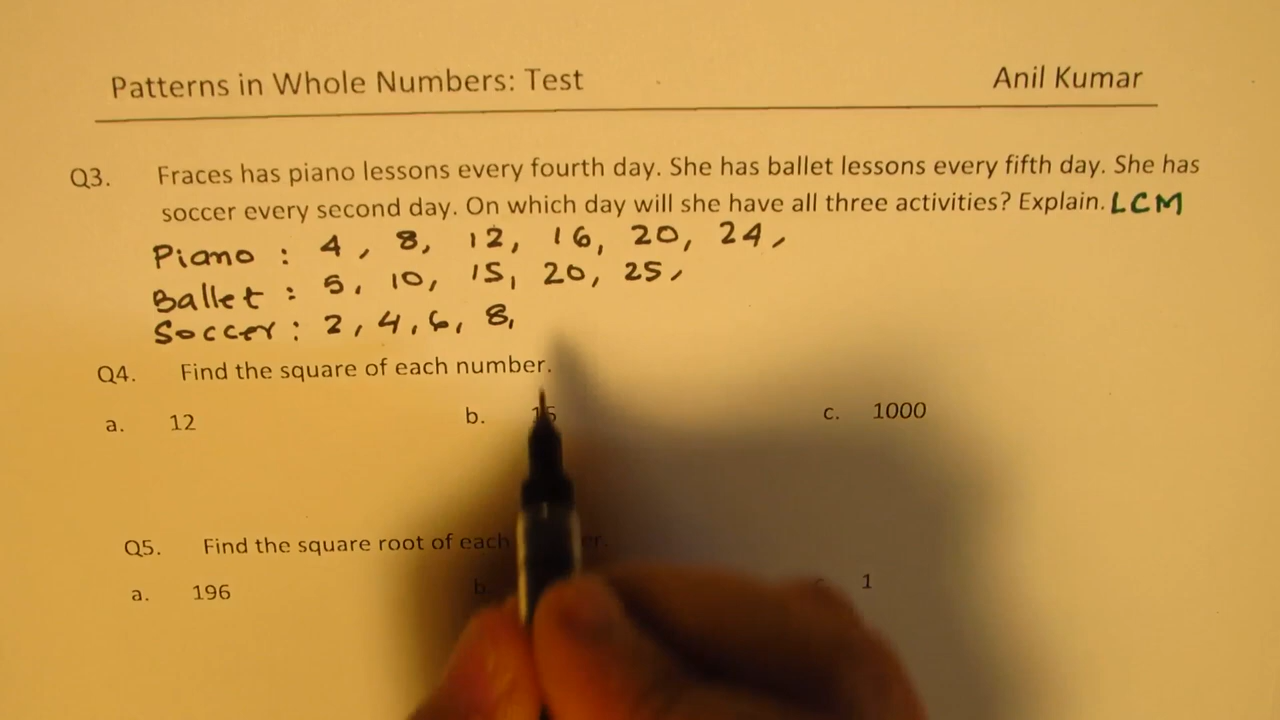 Patterns in Whole Numbers: Test
Anil Kumar
Q3. Fraces has piano lessons every fourth day. She has ballet lessons every fifth day. She has
soccer every second day. On which day will she have all three activities? Explain. LCM
Piano : 4, 8, 12, 16, 20, 24,
Ballet : 5, 10, 15, 20, 25,
Soccer : 2, 4, 6, 8,
Q4. Find the square of each number.
a. 12 b. 15 c. 1000
Q5. Find the square root of each
a. 196 b. c. 1